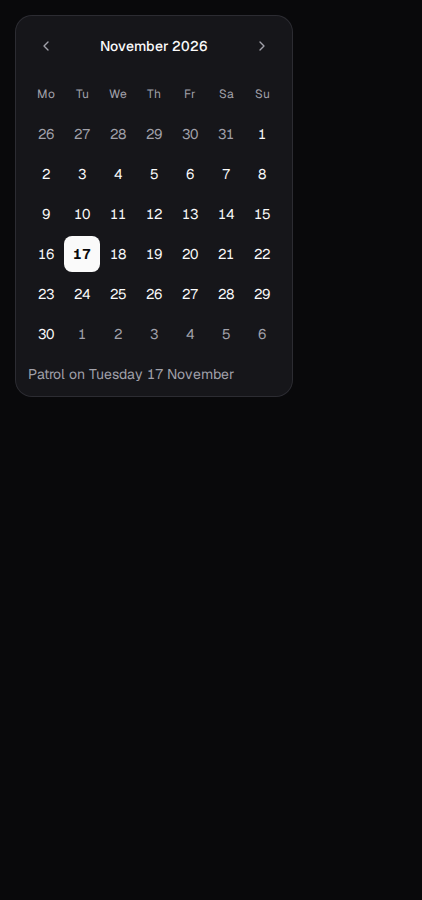 November 2026
Mo Tu We Th Fr Sa Su
26 27 28 29 30 31 1
2 3 4 5 6 7 8
9 10 11 12 13 14 15
16 17 18 19 20 21 22
23 24 25 26 27 28 29
30 1 2 3 4 5 6
Patrol on Tuesday 17 November